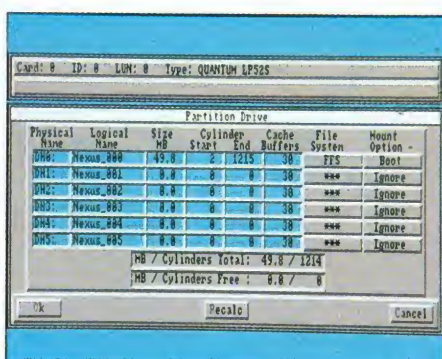 Card: 0 ID: 0 LUN: 0 Type: QUANTUM LP52S
Partition Drive
Physical Name Logical Name Size MB Cylinder Start End Cache Buffers File System Mount Option -
DH0: Nexus_000 49.8 2 1215 30 FFS Boot
DH1: Nexus_001 0.0 0 0 30 *** Ignore
DH2: Nexus_002 0.0 0 0 30 *** Ignore
DH3: Nexus_003 0.0 0 0 30 *** Ignore
DH4: Nexus_004 0.0 0 0 30 *** Ignore
DH5: Nexus_005 0.0 0 0 30 *** Ignore
MB / Cylinders Total: 49.8 / 1214
MB / Cylinders Free : 0.0 / 0
Ok Recalc Cancel